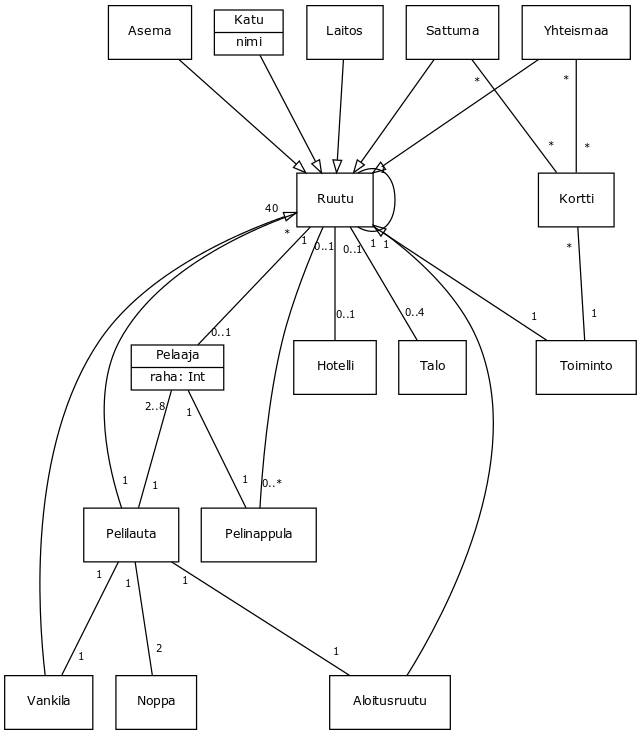 Asema
Katu
nimi
Laitos
Sattuma
Yhteismaa
*
*
*
*
Ruutu
Kortti
40
*
1
0..1
0..1
1
1
*
0..1
0..1
0..4
1
1
Pelaaja
raha: Int
Hotelli
Talo
Toiminto
2..8
1
1
1
1
0..*
Pelilauta
Pelinappula
1
1
1
1
2
1
Vankila
Noppa
Aloitusruutu